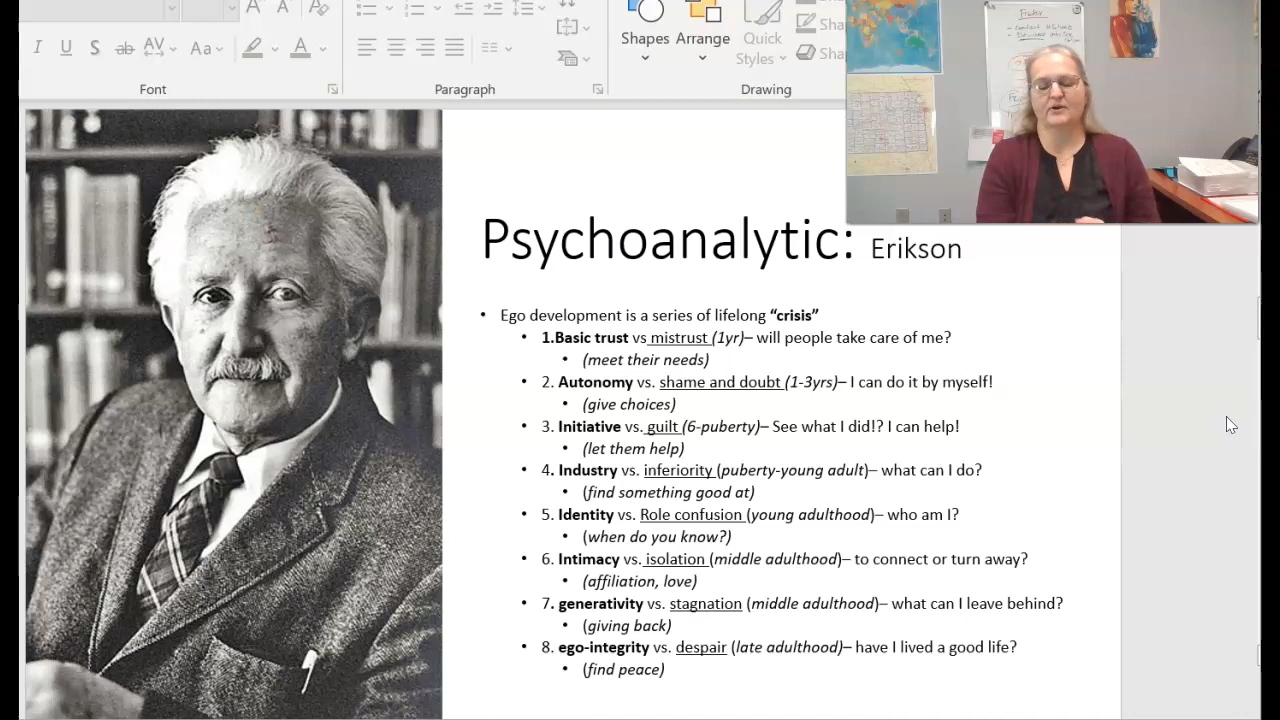 A A A
I U S ab AV Aa A
Font
Paragraph
Shapes Arrange Quick Styles
Drawing
Psychoanalytic: Erikson
• Ego development is a series of lifelong “crisis”
• 1.Basic trust vs mistrust (1yr)– will people take care of me?
• (meet their needs)
• 2. Autonomy vs. shame and doubt (1-3yrs)– I can do it by myself!
• (give choices)
• 3. Initiative vs. guilt (6-puberty)– See what I did!? I can help!
• (let them help)
• 4. Industry vs. inferiority (puberty-young adult)– what can I do?
• (find something good at)
• 5. Identity vs. Role confusion (young adulthood)– who am I?
• (when do you know?)
• 6. Intimacy vs. isolation (middle adulthood)– to connect or turn away?
• (affiliation, love)
• 7. generativity vs. stagnation (middle adulthood)– what can I leave behind?
• (giving back)
• 8. ego-integrity vs. despair (late adulthood)– have I lived a good life?
• (find peace)